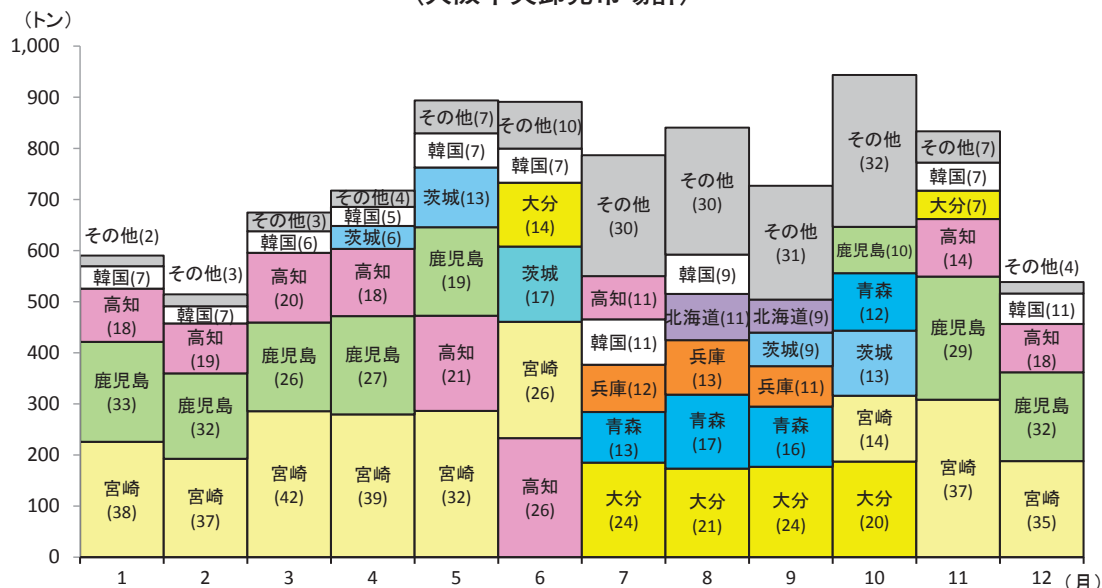 (トン)
1,000
900
800
700
600
500
400
300
200
100
0
その他(2)
韓国(7)
高知
(18)
鹿児島
(33)
宮崎
(38)
1
その他(3)
韓国(7)
高知
(19)
鹿児島
(32)
宮崎
(37)
2
その他(3)
韓国(6)
高知
(20)
鹿児島
(26)
宮崎
(42)
3
その他(4)
韓国(5)
茨城(6)
高知
(18)
鹿児島
(27)
宮崎
(39)
4
その他(7)
韓国(7)
茨城(13)
鹿児島
(19)
高知
(21)
宮崎
(32)
5
その他(10)
韓国(7)
大分
(14)
茨城
(17)
宮崎
(26)
高知
(26)
6
その他
(30)
高知(11)
韓国(11)
兵庫(12)
青森
(13)
大分
(24)
7
その他
(30)
韓国(9)
北海道(11)
兵庫
(13)
青森
(17)
大分
(21)
8
その他
(31)
北海道(9)
茨城(9)
兵庫(11)
青森
(16)
大分
(24)
9
その他
(32)
鹿児島(10)
青森
(12)
茨城
(13)
宮崎
(14)
大分
(20)
10
その他(7)
韓国(7)
大分(7)
高知
(14)
鹿児島
(29)
宮崎
(37)
11
その他(4)
韓国(11)
高知
(18)
鹿児島
(32)
宮崎
(35)
12
(月)